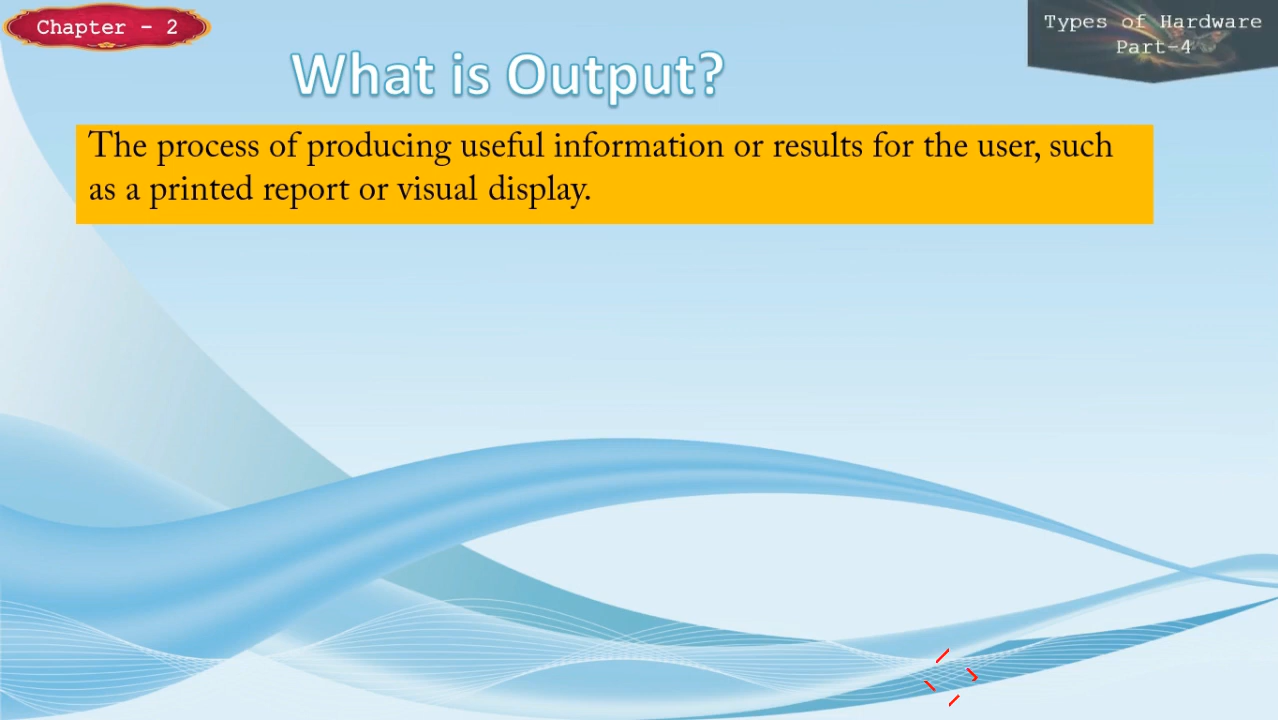 Chapter - 2
Types of Hardware
Part-4
What is Output?
The process of producing useful information or results for the user, such
as a printed report or visual display.